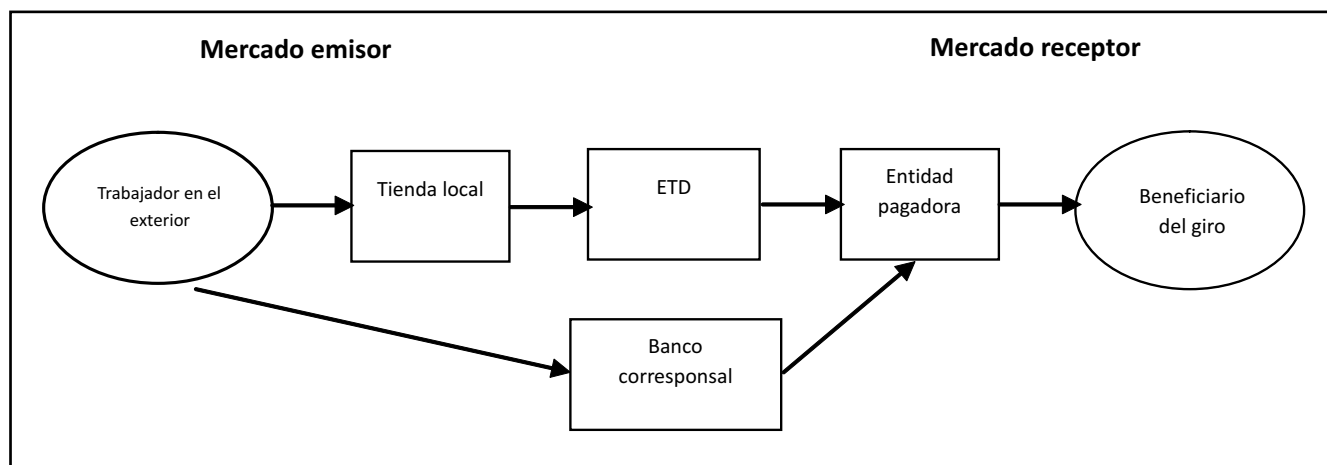 Mercado emisor
Mercado receptor
Trabajador en el
exterior
Tienda local
ETD
Entidad
pagadora
Beneficiario
del giro
Banco
corresponsal